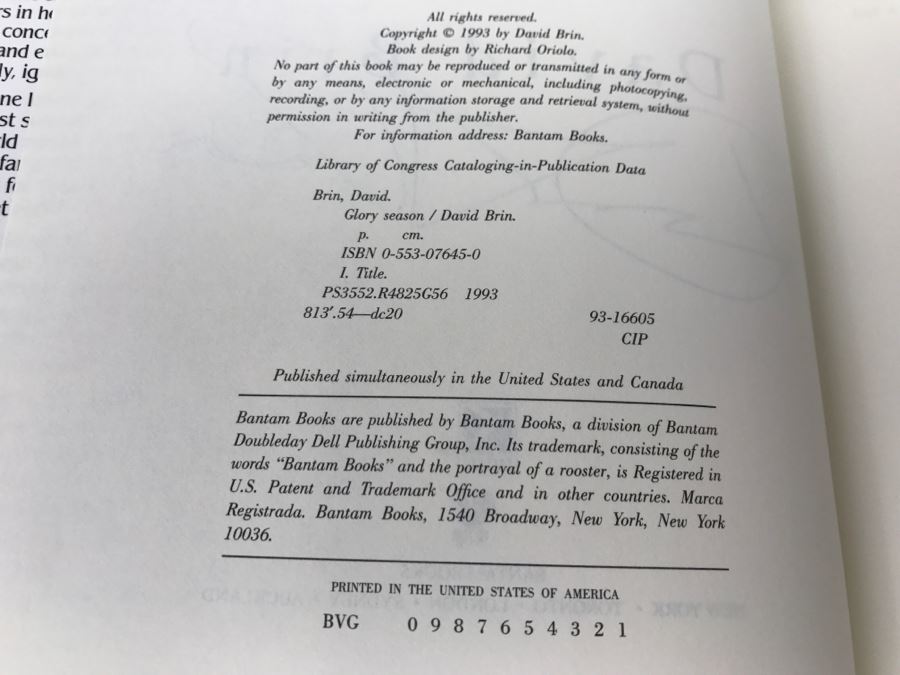 All rights reserved.
Copyright © 1993 by David Brin.
Book design by Richard Oriolo.
No part of this book may be reproduced or transmitted in any form or
by any means, electronic or mechanical, including photocopying,
recording, or by any information storage and retrieval system, without
permission in writing from the publisher.
For information address: Bantam Books.
Library of Congress Cataloging-in-Publication Data
Brin, David.
Glory season / David Brin.
p. cm.
ISBN 0-553-07645-0
I. Title.
PS3552.R4825G56 1993
813′.54—dc20 93-16605
CIP
Published simultaneously in the United States and Canada
Bantam Books are published by Bantam Books, a division of Bantam
Doubleday Dell Publishing Group, Inc. Its trademark, consisting of the
words “Bantam Books” and the portrayal of a rooster, is Registered in
U.S. Patent and Trademark Office and in other countries. Marca
Registrada. Bantam Books, 1540 Broadway, New York, New York
10036.
PRINTED IN THE UNITED STATES OF AMERICA
BVG 0 9 8 7 6 5 4 3 2 1